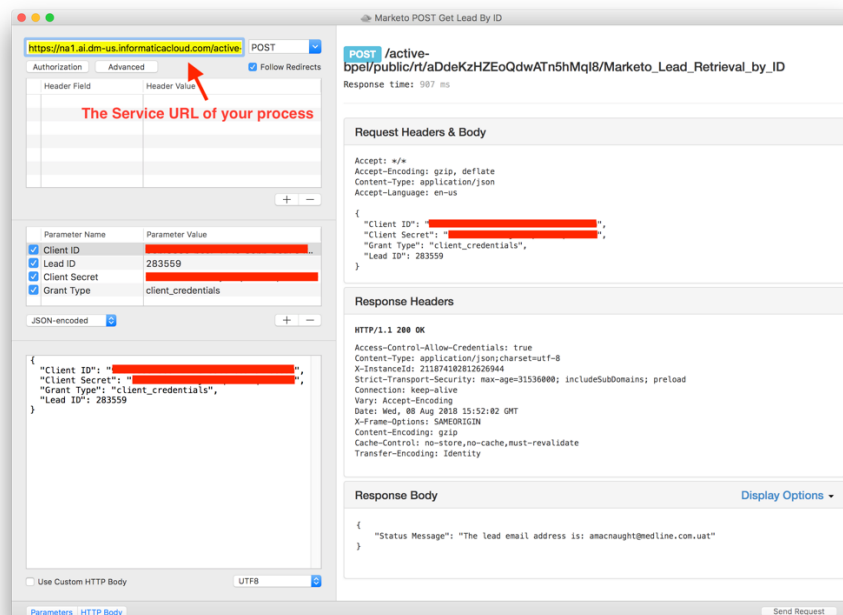 Marketo POST Get Lead By ID
https://na1.ai.dm-us.informaticacloud.com/active- POST
Authorization Advanced Follow Redirects
Header Field Header Value
The Service URL of your process
+ −
Parameter Name Parameter Value
Client ID ...
Lead ID 283559
Client Secret
Grant Type client_credentials
JSON-encoded + −
{
"Client ID": "",
"Client Secret": "",
"Grant Type": "client_credentials",
"Lead ID": 283559
}
Use Custom HTTP Body UTF8
Parameters HTTP Body
POST /active-
bpel/public/rt/aDdeKzHZEoQdwATn5hMqI8/Marketo_Lead_Retrieval_by_ID
Response time: 907 ms
Request Headers & Body
Accept: */*
Accept-Encoding: gzip, deflate
Content-Type: application/json
Accept-Language: en-us
{
"Client ID": "",
"Client Secret": "",
"Grant Type": "client_credentials",
"Lead ID": 283559
}
Response Headers
HTTP/1.1 200 OK
Access-Control-Allow-Credentials: true
Content-Type: application/json;charset=utf-8
X-InstanceId: 211874102812626944
Strict-Transport-Security: max-age=31536000; includeSubDomains; preload
Connection: keep-alive
Vary: Accept-Encoding
Date: Wed, 08 Aug 2018 15:52:02 GMT
X-Frame-Options: SAMEORIGIN
Content-Encoding: gzip
Cache-Control: no-store,no-cache,must-revalidate
Transfer-Encoding: Identity
Response Body Display Options
{
"Status Message": "The lead email address is: amacnaught@medline.com.uat"
}
Send Request